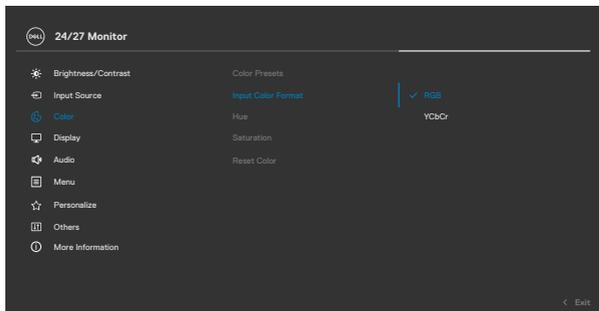 DELL
24/27 Monitor
Brightness/Contrast
Input Source
Color
Display
Audio
Menu
Personalize
Others
More Information
Color Presets
Input Color Format
Hue
Saturation
Reset Color
RGB
YCbCr
Exit